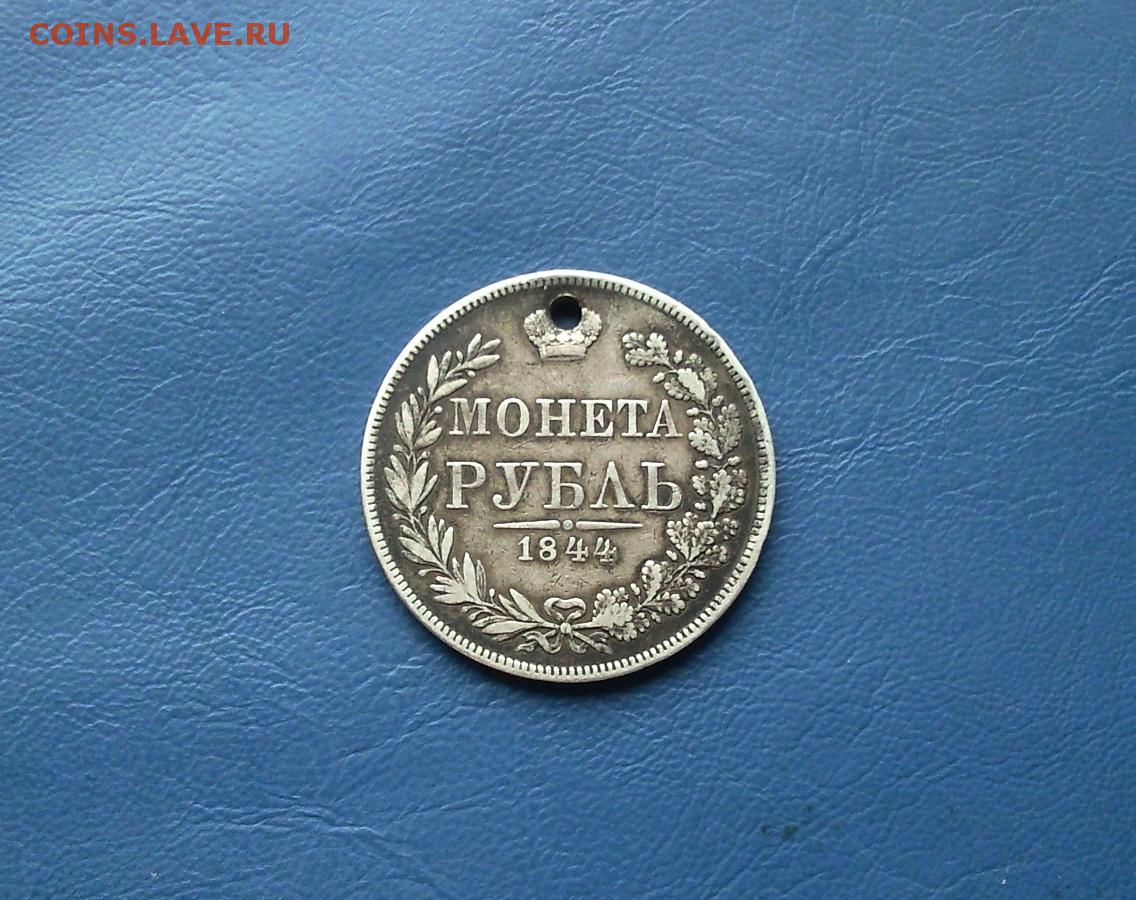 COINS.LAVE.RU
МОНЕТА
РУБЛЬ
1844